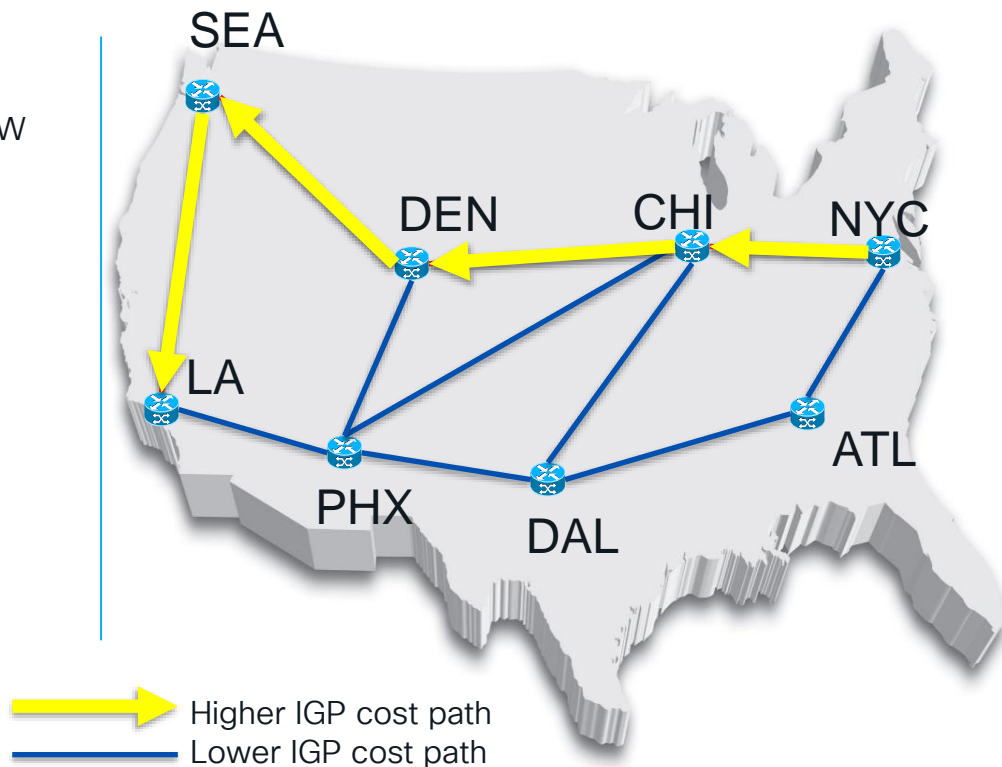 SEA
W
DEN
CHI
NYC
LA
ATL
PHX
DAL
Higher IGP cost path
Lower IGP cost path